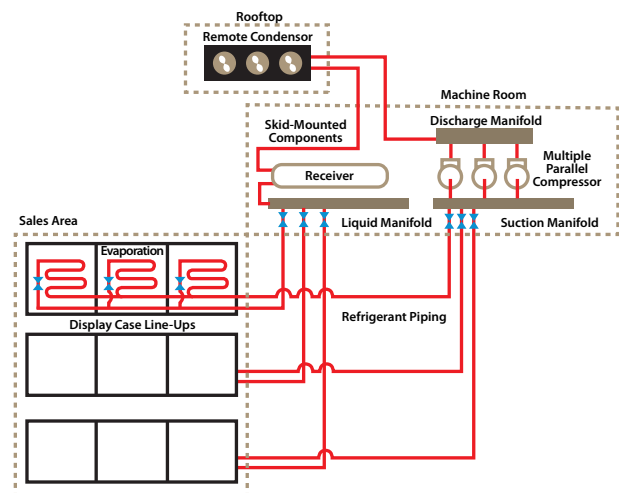 Rooftop
Remote Condensor
Machine Room
Skid-Mounted
Components
Discharge Manifold
Multiple
Parallel
Compressor
Receiver
Liquid Manifold
Suction Manifold
Sales Area
Evaporation
Refrigerant Piping
Display Case Line-Ups